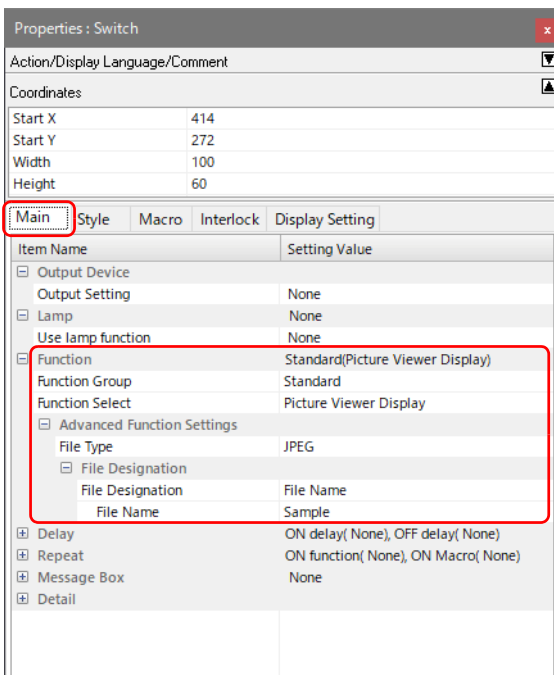 Properties : Switch x
Action/Display Language/Comment
Coordinates
Start X 414
Start Y 272
Width 100
Height 60
Main Style Macro Interlock Display Setting
Item Name Setting Value
Output Device
Output Setting None
Lamp None
Use lamp function None
Function Standard(Picture Viewer Display)
Function Group Standard
Function Select Picture Viewer Display
Advanced Function Settings
File Type JPEG
File Designation
File Designation File Name
File Name Sample
Delay ON delay( None), OFF delay( None)
Repeat ON function( None), ON Macro( None)
Message Box None
Detail